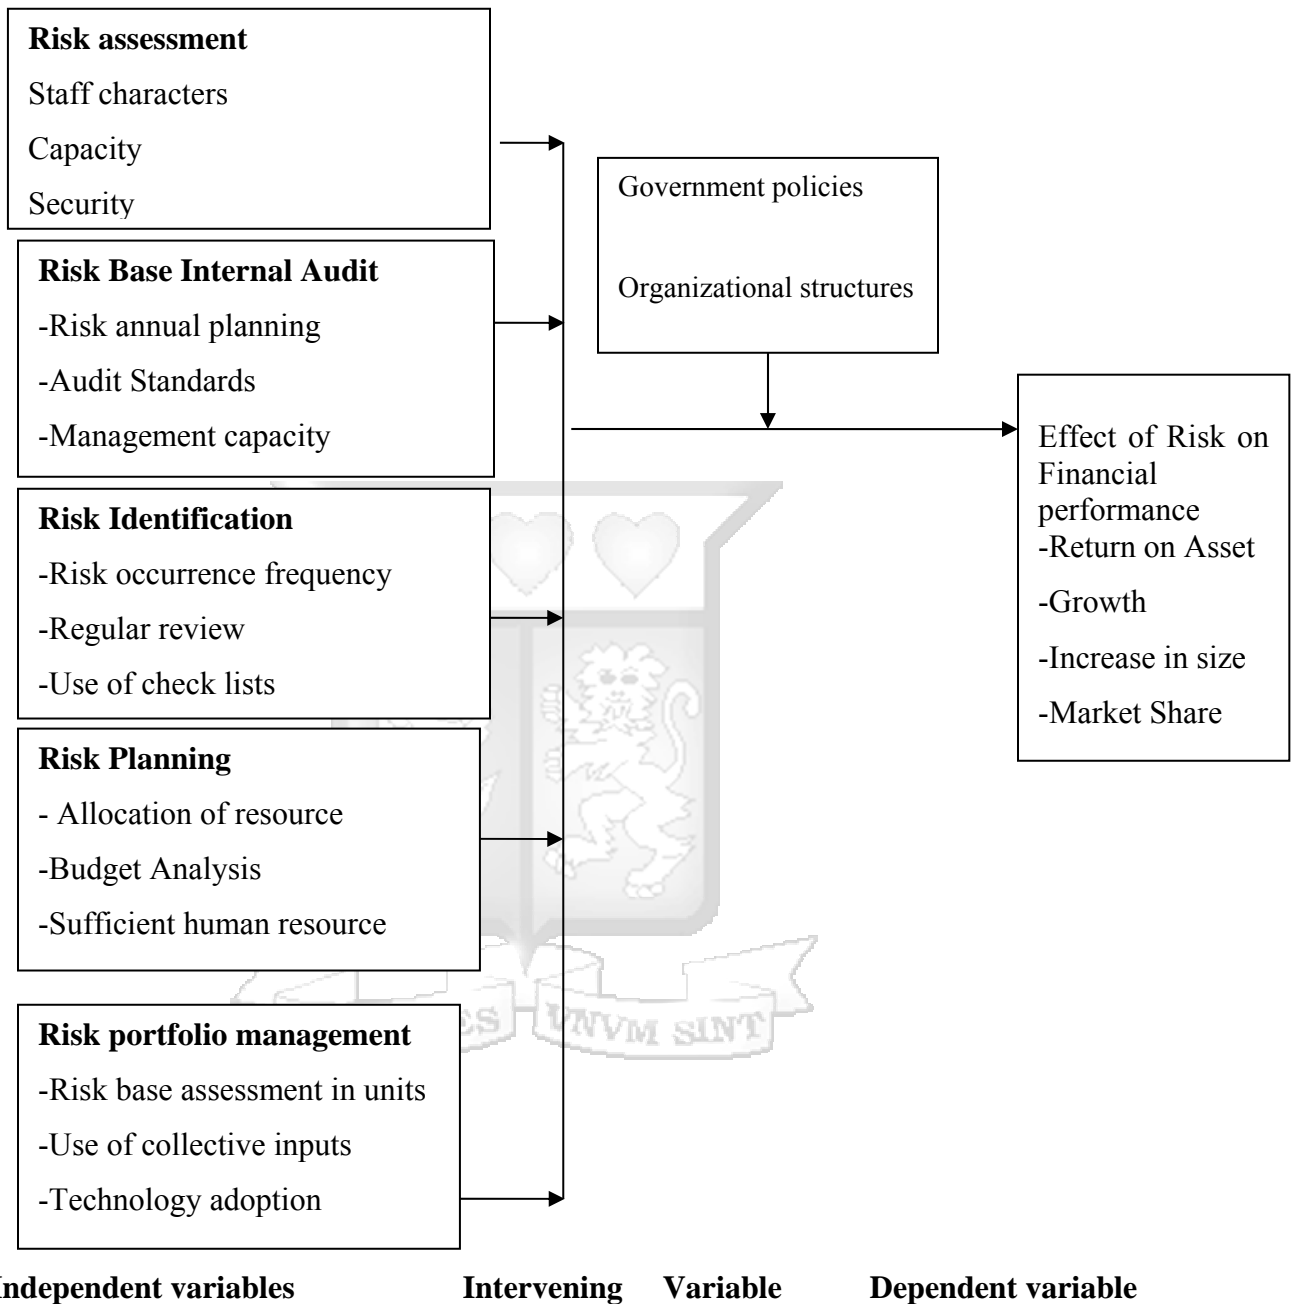 Risk assessment
Staff characters
Capacity
Security
Risk Base Internal Audit
-Risk annual planning
-Audit Standards
-Management capacity
Risk Identification
-Risk occurrence frequency
-Regular review
-Use of check lists
Risk Planning
- Allocation of resource
-Budget Analysis
-Sufficient human resource
Risk portfolio management
-Risk base assessment in units
-Use of collective inputs
-Technology adoption
Government policies
Organizational structures
Effect of Risk on
Financial
performance
-Return on Asset
-Growth
-Increase in size
-Market Share
VNVM SINT
Independent variables Intervening Variable Dependent variable